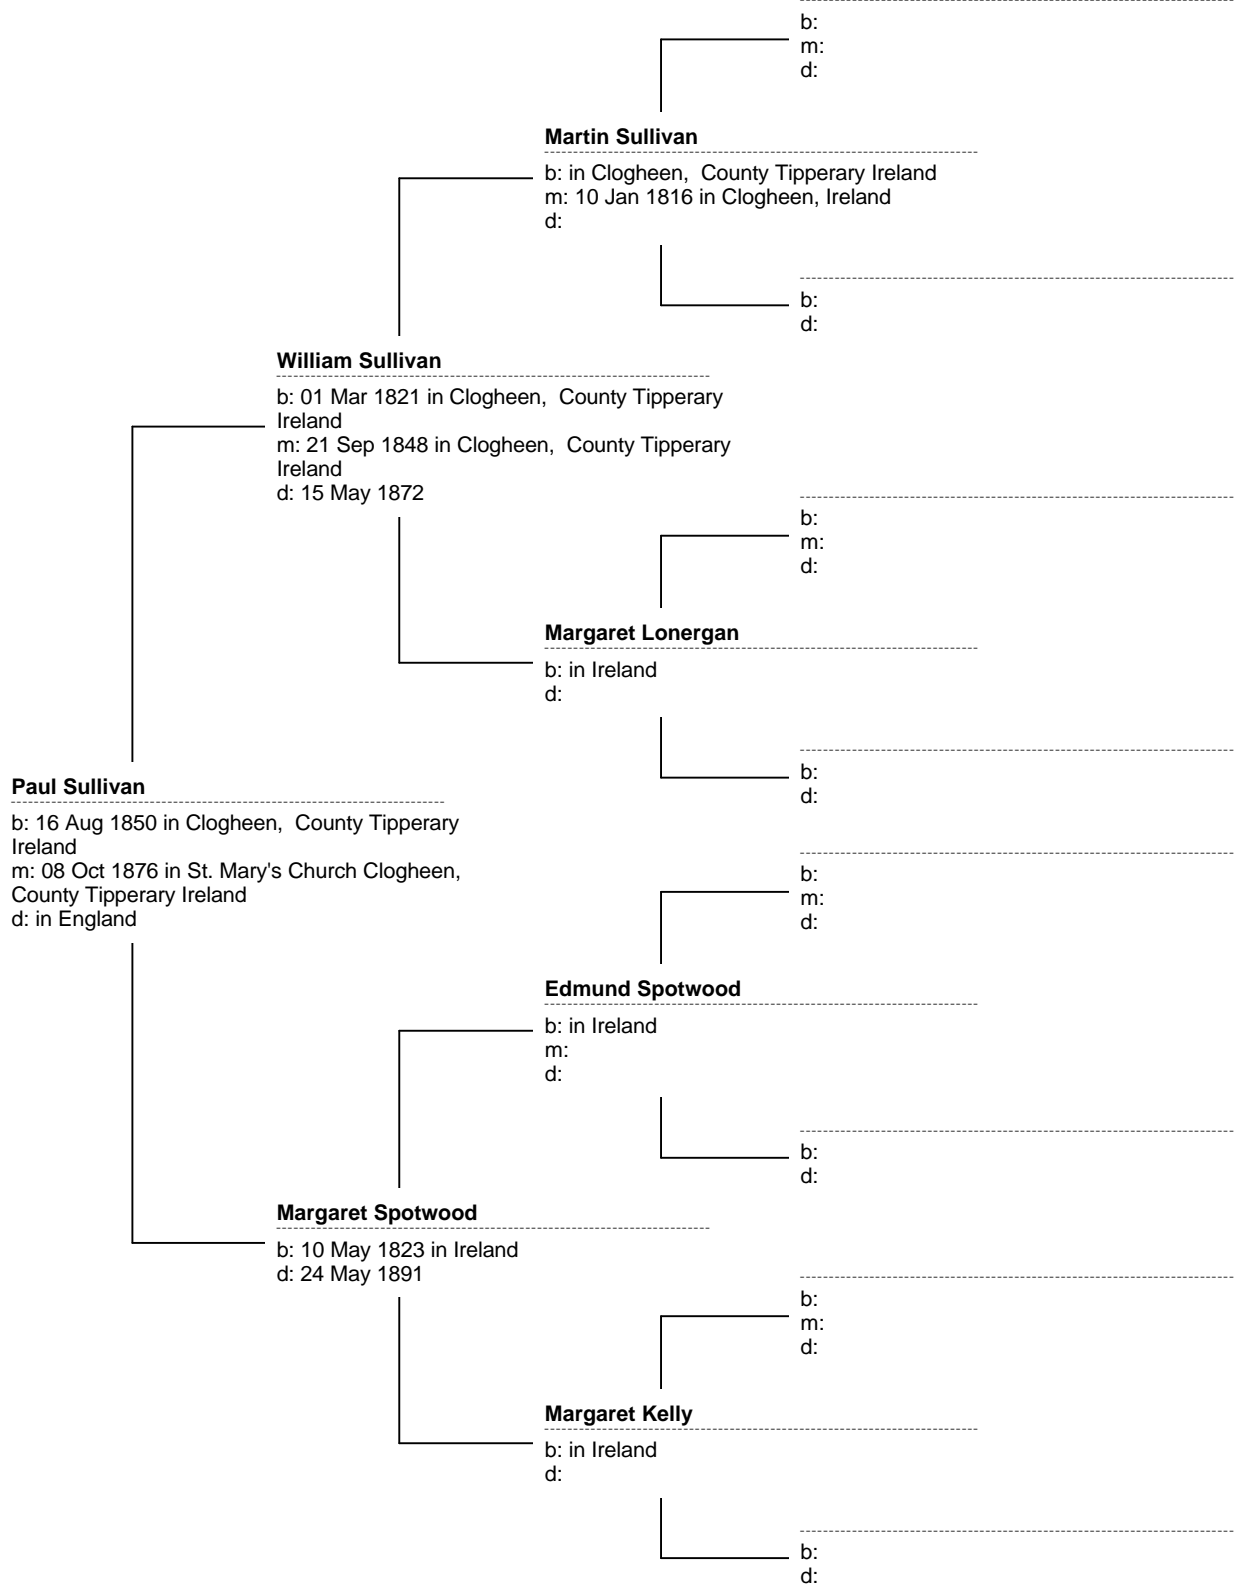 b:
m:
d:
Martin Sullivan
b: in Clogheen,  County Tipperary Ireland
m: 10 Jan 1816 in Clogheen, Ireland
d:
b:
d:
William Sullivan
b: 01 Mar 1821 in Clogheen,  County Tipperary
Ireland
m: 21 Sep 1848 in Clogheen,  County Tipperary
Ireland
d: 15 May 1872
b:
m:
d:
Margaret Lonergan
b: in Ireland
d:
b:
d:
Paul Sullivan
b: 16 Aug 1850 in Clogheen,  County Tipperary
Ireland
m: 08 Oct 1876 in St. Mary's Church Clogheen,
County Tipperary Ireland
d: in England
b:
m:
d:
Edmund Spotwood
b: in Ireland
m:
d:
b:
d:
Margaret Spotwood
b: 10 May 1823 in Ireland
d: 24 May 1891
b:
m:
d:
Margaret Kelly
b: in Ireland
d:
b:
d: